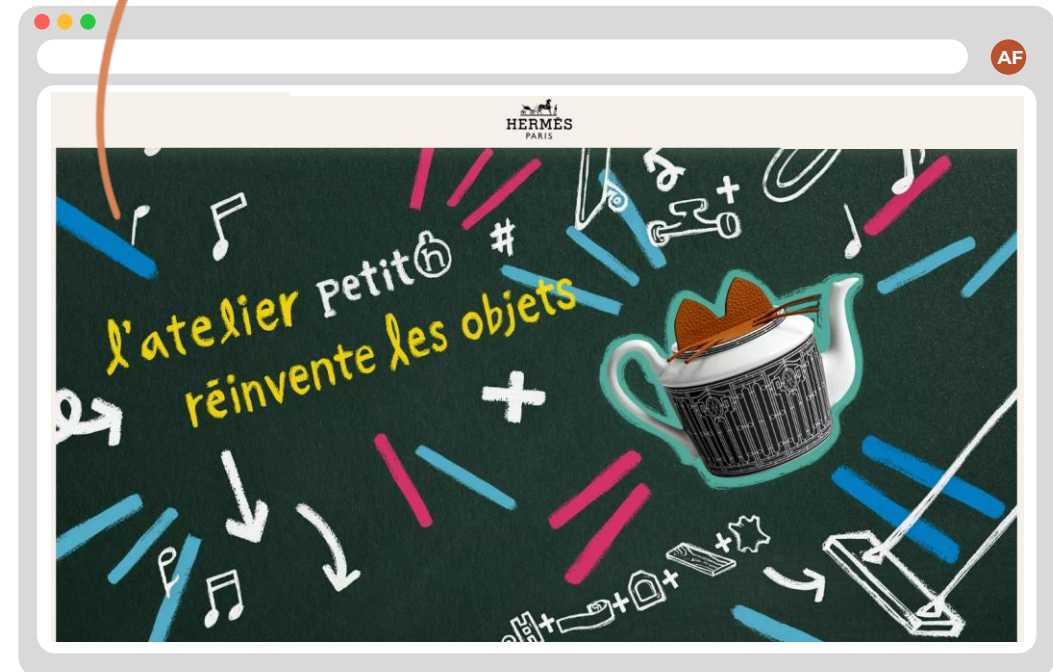 AF
HERMÈS
PARIS
l'atelier petit h #
réinvente les objets